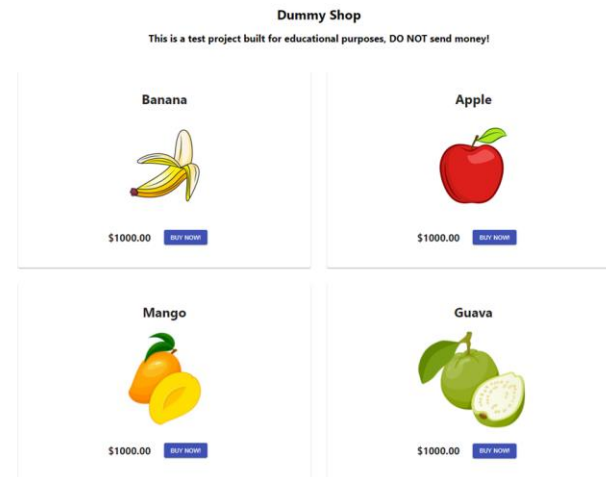 Dummy Shop
This is a test project built for educational purposes, DO NOT send money!
Banana
$1000.00 BUY NOW!
Apple
$1000.00 BUY NOW!
Mango
$1000.00 BUY NOW!
Guava
$1000.00 BUY NOW!